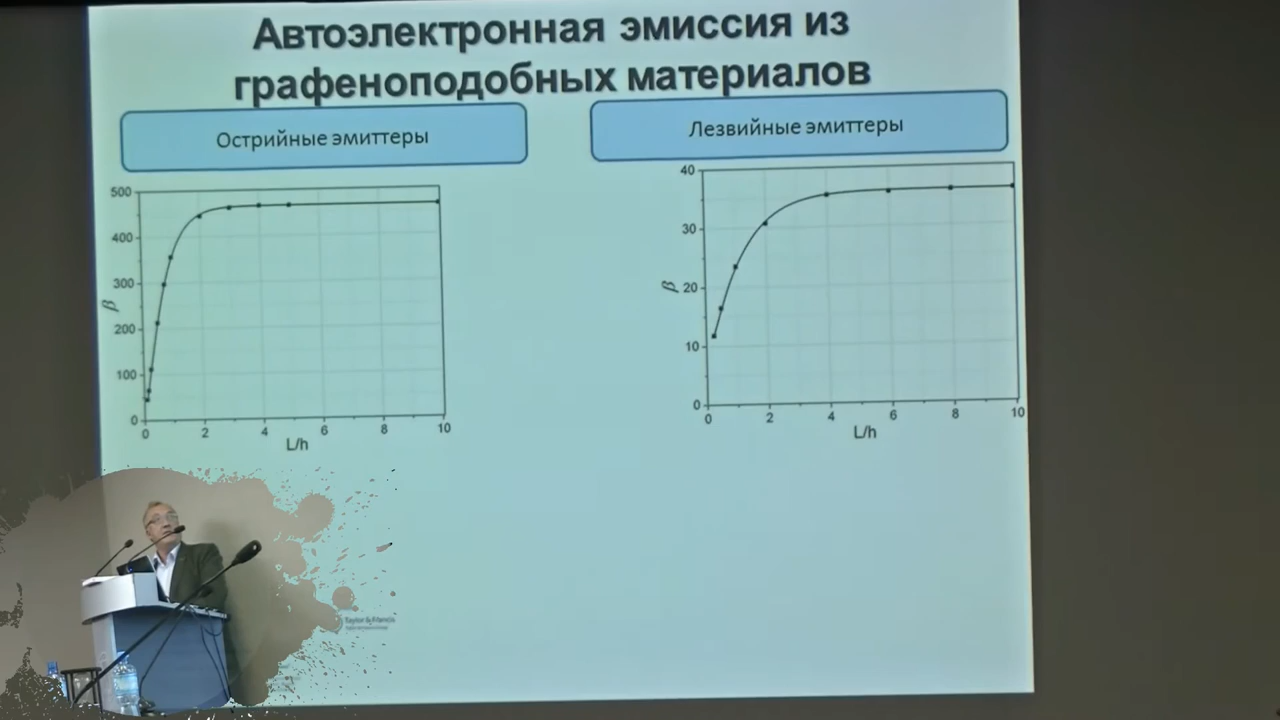 Автоэлектронная эмиссия из
графеноподобных материалов
Острийные эмиттеры
Лезвийные эмиттеры
500
400
300
200
100
0
β
0 2 4 6 8 10
L/h
40
30
20
10
0
β
0 2 4 6 8 10
L/h
Taylor & Francis